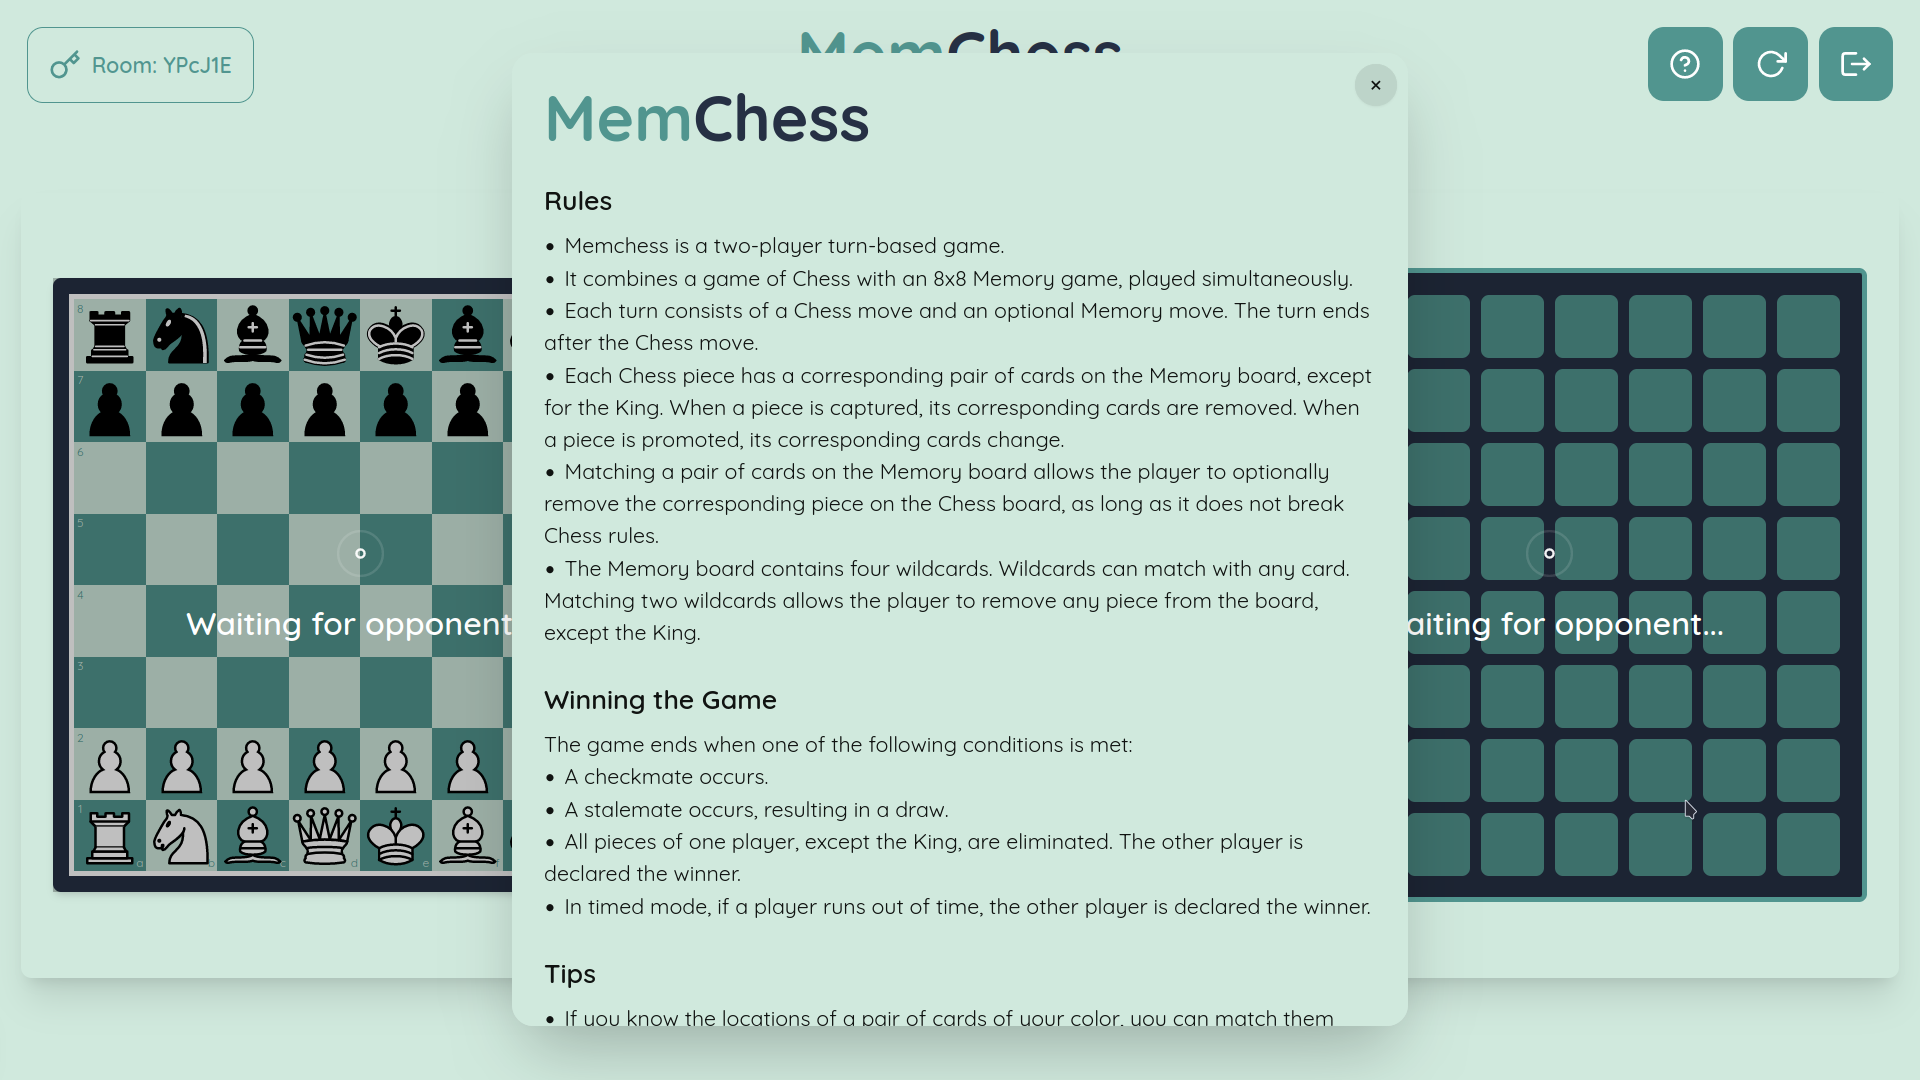 Room: YPcJ1E
MemChess
MemChess
Rules
• Memchess is a two-player turn-based game.
• It combines a game of Chess with an 8x8 Memory game, played simultaneously.
• Each turn consists of a Chess move and an optional Memory move. The turn ends
after the Chess move.
• Each Chess piece has a corresponding pair of cards on the Memory board, except
for the King. When a piece is captured, its corresponding cards are removed. When
a piece is promoted, its corresponding cards change.
• Matching a pair of cards on the Memory board allows the player to optionally
remove the corresponding piece on the Chess board, as long as it does not break
Chess rules.
• The Memory board contains four wildcards. Wildcards can match with any card.
Matching two wildcards allows the player to remove any piece from the board,
except the King.
Winning the Game
The game ends when one of the following conditions is met:
• A checkmate occurs.
• A stalemate occurs, resulting in a draw.
• All pieces of one player, except the King, are eliminated. The other player is
declared the winner.
• In timed mode, if a player runs out of time, the other player is declared the winner.
Tips
• If you know the locations of a pair of cards of your color, you can match them
8
7
6
5
4
3
2
1
a
b
c
d
e
f
Waiting for opponent
aiting for opponent...